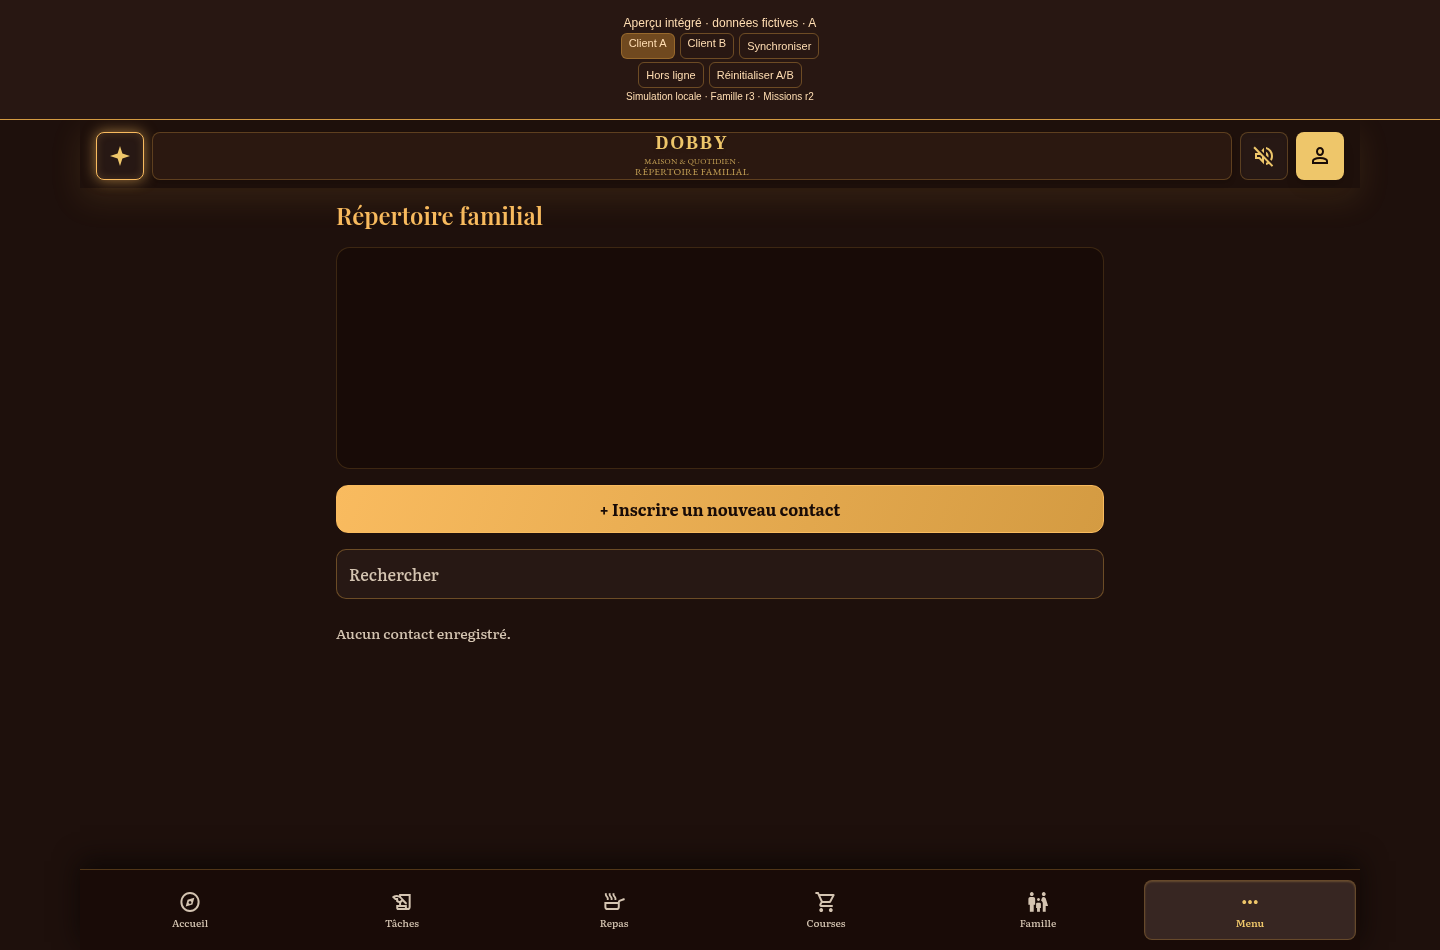 Aperçu intégré · données fictives · A
Client A
Client B
Synchroniser
Hors ligne
Réinitialiser A/B
Simulation locale · Famille r3 · Missions r2
DOBBY
MAISON & QUOTIDIEN ·
RÉPERTOIRE FAMILIAL
Répertoire familial
+ Inscrire un nouveau contact
Rechercher
Aucun contact enregistré.
Accueil
Tâches
Repas
Courses
Famille
Menu